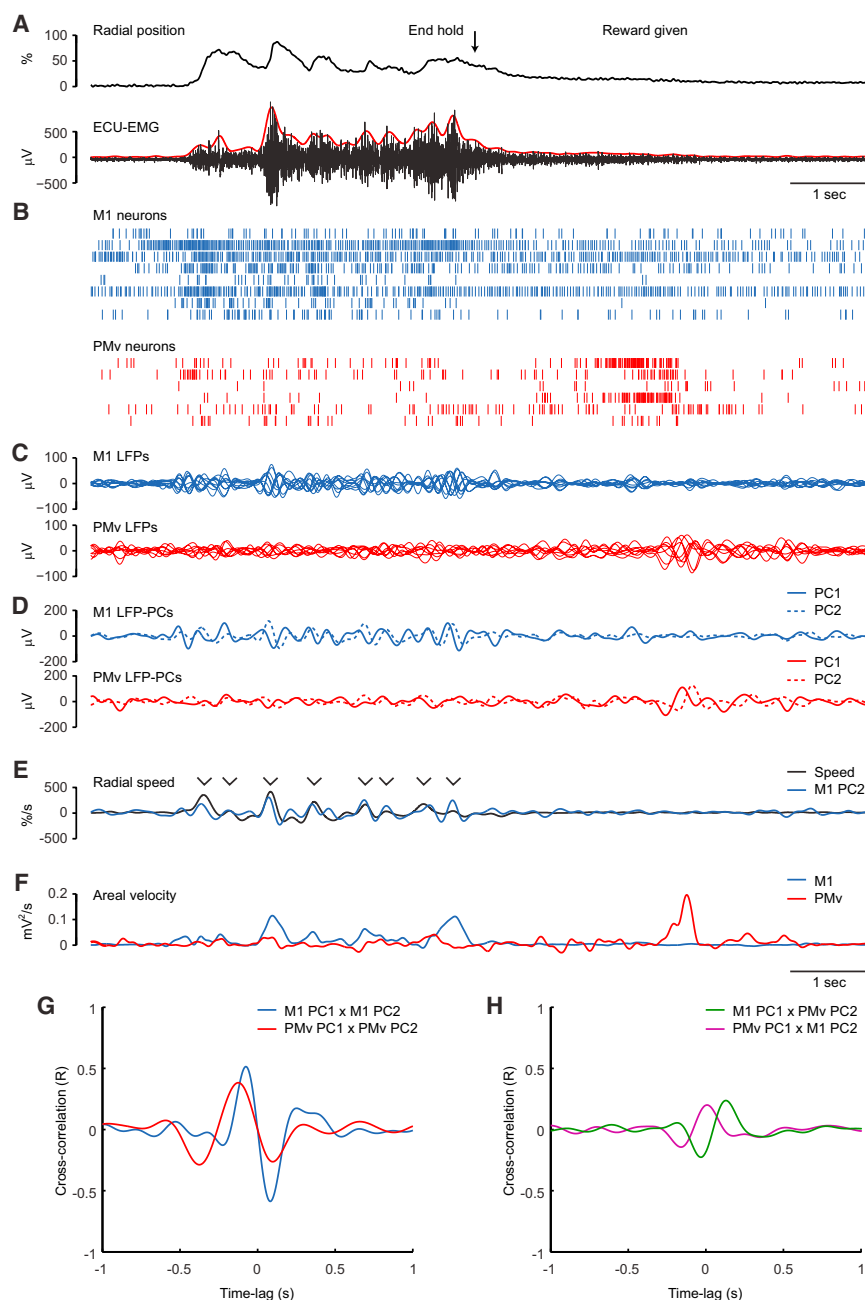 A
Radial position
End hold
Reward given
100
50
0
%
ECU-EMG
500
0
−500
µV
1 sec
B
M1 neurons
PMv neurons
C
M1 LFPs
100
0
−100
µV
PMv LFPs
100
0
−100
µV
D
M1 LFP-PCs
PC1
PC2
200
0
-200
µV
PMv LFP-PCs
PC1
PC2
200
0
-200
µV
E
Radial speed
Speed
M1 PC2
500
0
-500
%/s
F
Areal velocity
M1
PMv
0.2
0.1
0
mV²/s
1 sec
G
M1 PC1 x M1 PC2
PMv PC1 x PMv PC2
1
0.5
0
-0.5
-1
Cross-correlation (R)
-1 -0.5 0 0.5 1
Time-lag (s)
H
M1 PC1 x PMv PC2
PMv PC1 x M1 PC2
1
0.5
0
-0.5
-1
Cross-correlation (R)
-1 -0.5 0 0.5 1
Time-lag (s)